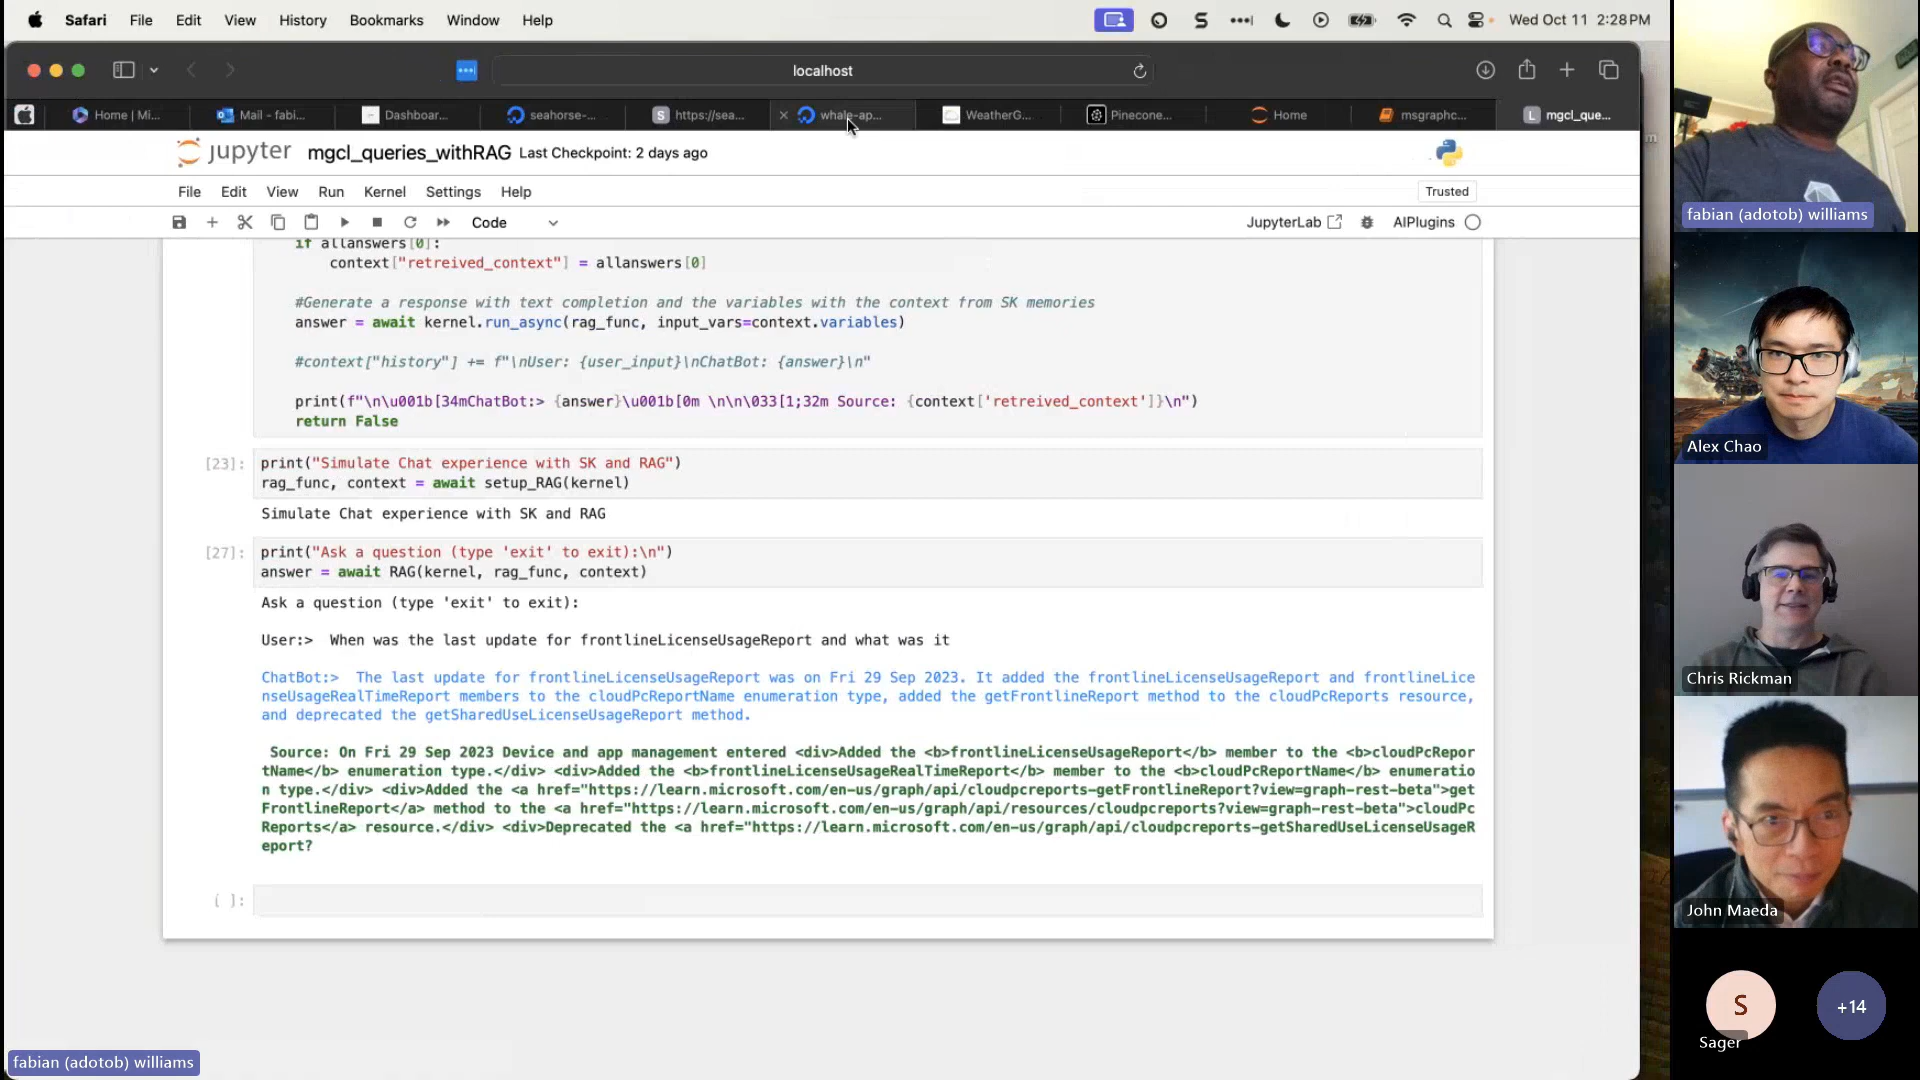 Safari File Edit View History Bookmarks Window Help Wed Oct 11 2:28 PM
localhost
Home | Mi... Mail - fabi... Dashboar... seahorse-... https://sea... whale-ap... WeatherG... Pinecone... Home msgraphc... mgcl_que...
jupyter mgcl_queries_withRAG Last Checkpoint: 2 days ago
File Edit View Run Kernel Settings Help Trusted
Code JupyterLab AIPlugins
if allanswers[0]:
context["retreived_context"] = allanswers[0]
#Generate a response with text completion and the variables with the context from SK memories
answer = await kernel.run_async(rag_func, input_vars=context.variables)
#context["history"] += f"\nUser: {user_input}\nChatBot: {answer}\n"
print(f"\n\u001b[34mChatBot:> {answer}\u001b[0m \n\n\033[1;32m Source: {context['retreived_context']}\n")
return False
[23]: print("Simulate Chat experience with SK and RAG")
rag_func, context = await setup_RAG(kernel)
Simulate Chat experience with SK and RAG
[27]: print("Ask a question (type 'exit' to exit):\n")
answer = await RAG(kernel, rag_func, context)
Ask a question (type 'exit' to exit):
User:> When was the last update for frontlineLicenseUsageReport and what was it
ChatBot:> The last update for frontlineLicenseUsageReport was on Fri 29 Sep 2023. It added the frontlineLicenseUsageReport and frontlineLice
nseUsageRealTimeReport members to the cloudPcReportName enumeration type, added the getFrontlineReport method to the cloudPcReports resource,
and deprecated the getSharedUseLicenseUsageReport method.
Source: On Fri 29 Sep 2023 Device and app management entered <div>Added the <b>frontlineLicenseUsageReport</b> member to the <b>cloudPcRepor
tName</b> enumeration type.</div> <div>Added the <b>frontlineLicenseUsageRealTimeReport</b> member to the <b>cloudPcReportName</b> enumeratio
n type.</div> <div>Added the <a href="https://learn.microsoft.com/en-us/graph/api/cloudpcreports-getFrontlineReport?view=graph-rest-beta">get
FrontlineReport</a> method to the <a href="https://learn.microsoft.com/en-us/graph/api/resources/cloudpcreports?view=graph-rest-beta">cloudPc
Reports</a> resource.</div> <div>Deprecated the <a href="https://learn.microsoft.com/en-us/graph/api/cloudpcreports-getSharedUseLicenseUsageR
eport?
[ ]:
fabian (adotob) williams
fabian (adotob) williams
Alex Chao
Chris Rickman
John Maeda
S +14
Sager